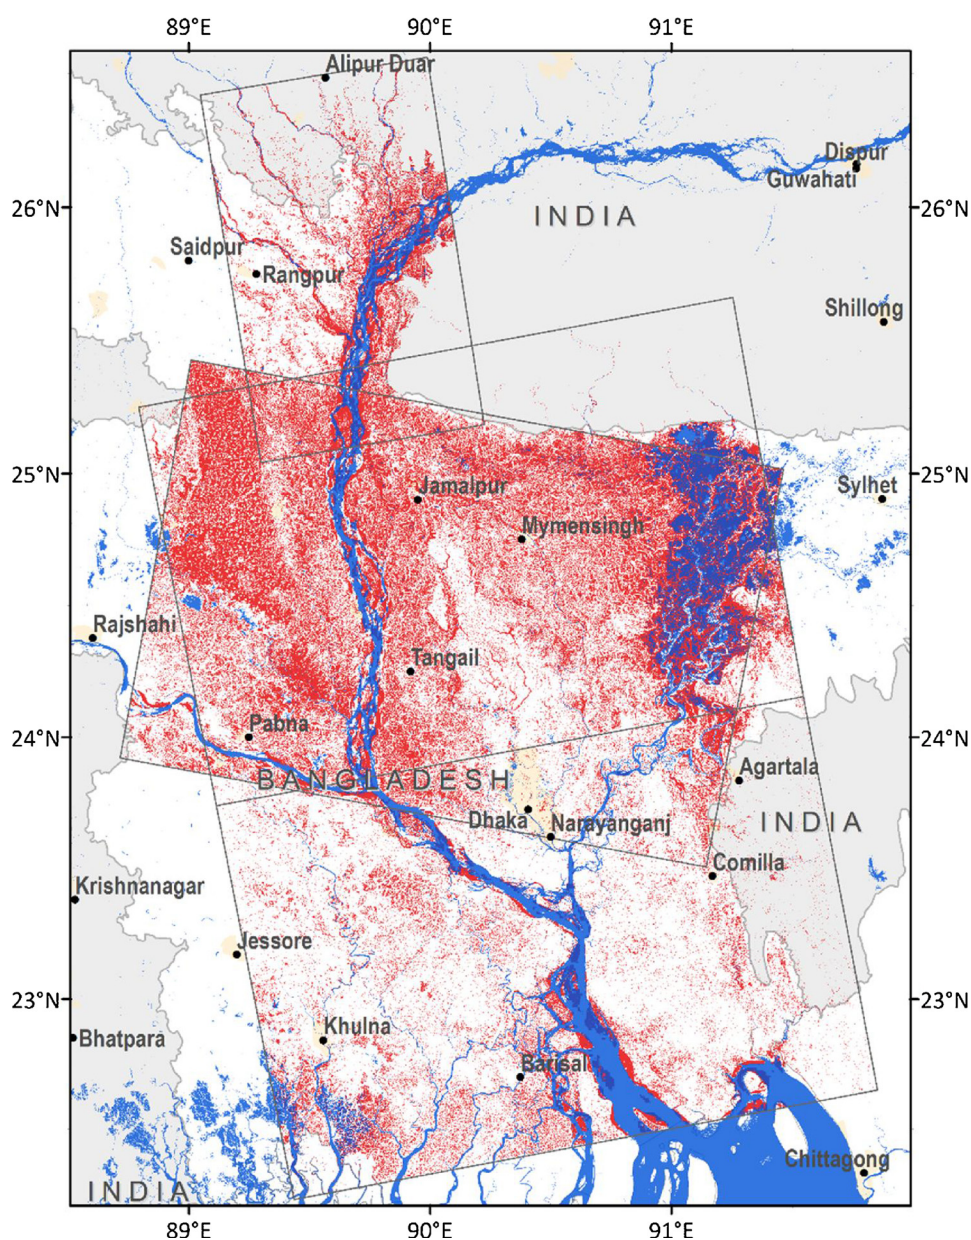 89°E 90°E 91°E
Alipur Duar
Dispur
Guwahati
26°N 26°N
INDIA
Saidpur
Rangpur
Shillong
25°N 25°N
Jamalpur
Sylhet
Mymensingh
Rajshahi
Tangail
Pabna
24°N 24°N
Agartala
BANGLADESH
Dhaka Narayanganj
INDIA
Comilla
Krishnanagar
Jessore
23°N 23°N
Khulna
Bhatpara
Barisal
Chittagong
INDIA
89°E 90°E 91°E